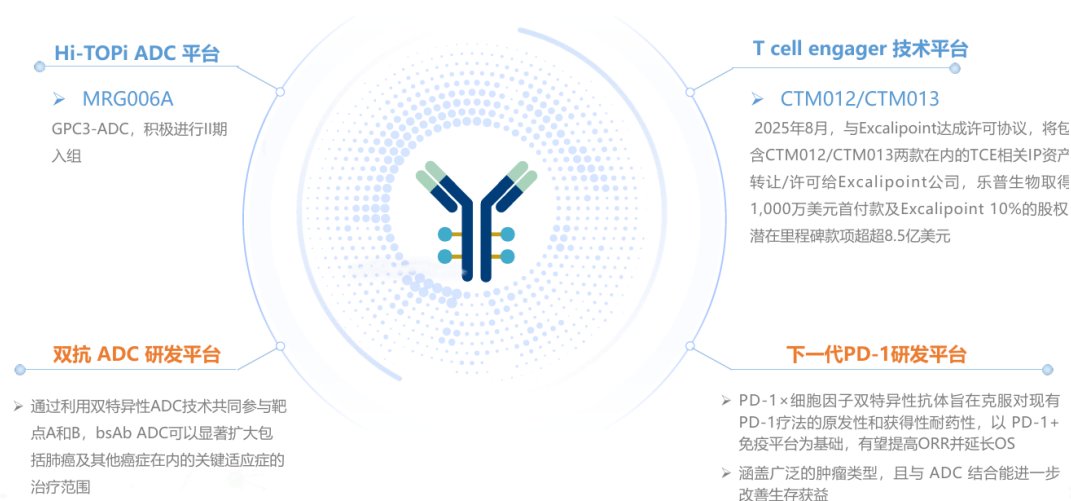 Hi-TOPi ADC 平台
➢ MRG006A
GPC3-ADC，积极进行II期
入组
T cell engager 技术平台
➢ CTM012/CTM013
2025年8月，与Excalipoint达成许可协议，将包
含CTM012/CTM013两款在内的TCE相关IP资产
转让/许可给Excalipoint公司，乐普生物取得
1,000万美元首付款及Excalipoint 10%的股权
潜在里程碑款项超超8.5亿美元
双抗 ADC 研发平台
➢ 通过利用双特异性ADC技术共同参与靶
点A和B，bsAb ADC可以显著扩大包
括肺癌及其他癌症在内的关键适应症的
治疗范围
下一代PD-1研发平台
➢ PD-1×细胞因子双特异性抗体旨在克服对现有
PD-1疗法的原发性和获得性耐药性，以 PD-1+
免疫平台为基础，有望提高ORR并延长OS
➢ 涵盖广泛的肿瘤类型，且与 ADC 结合能进一步
改善生存获益